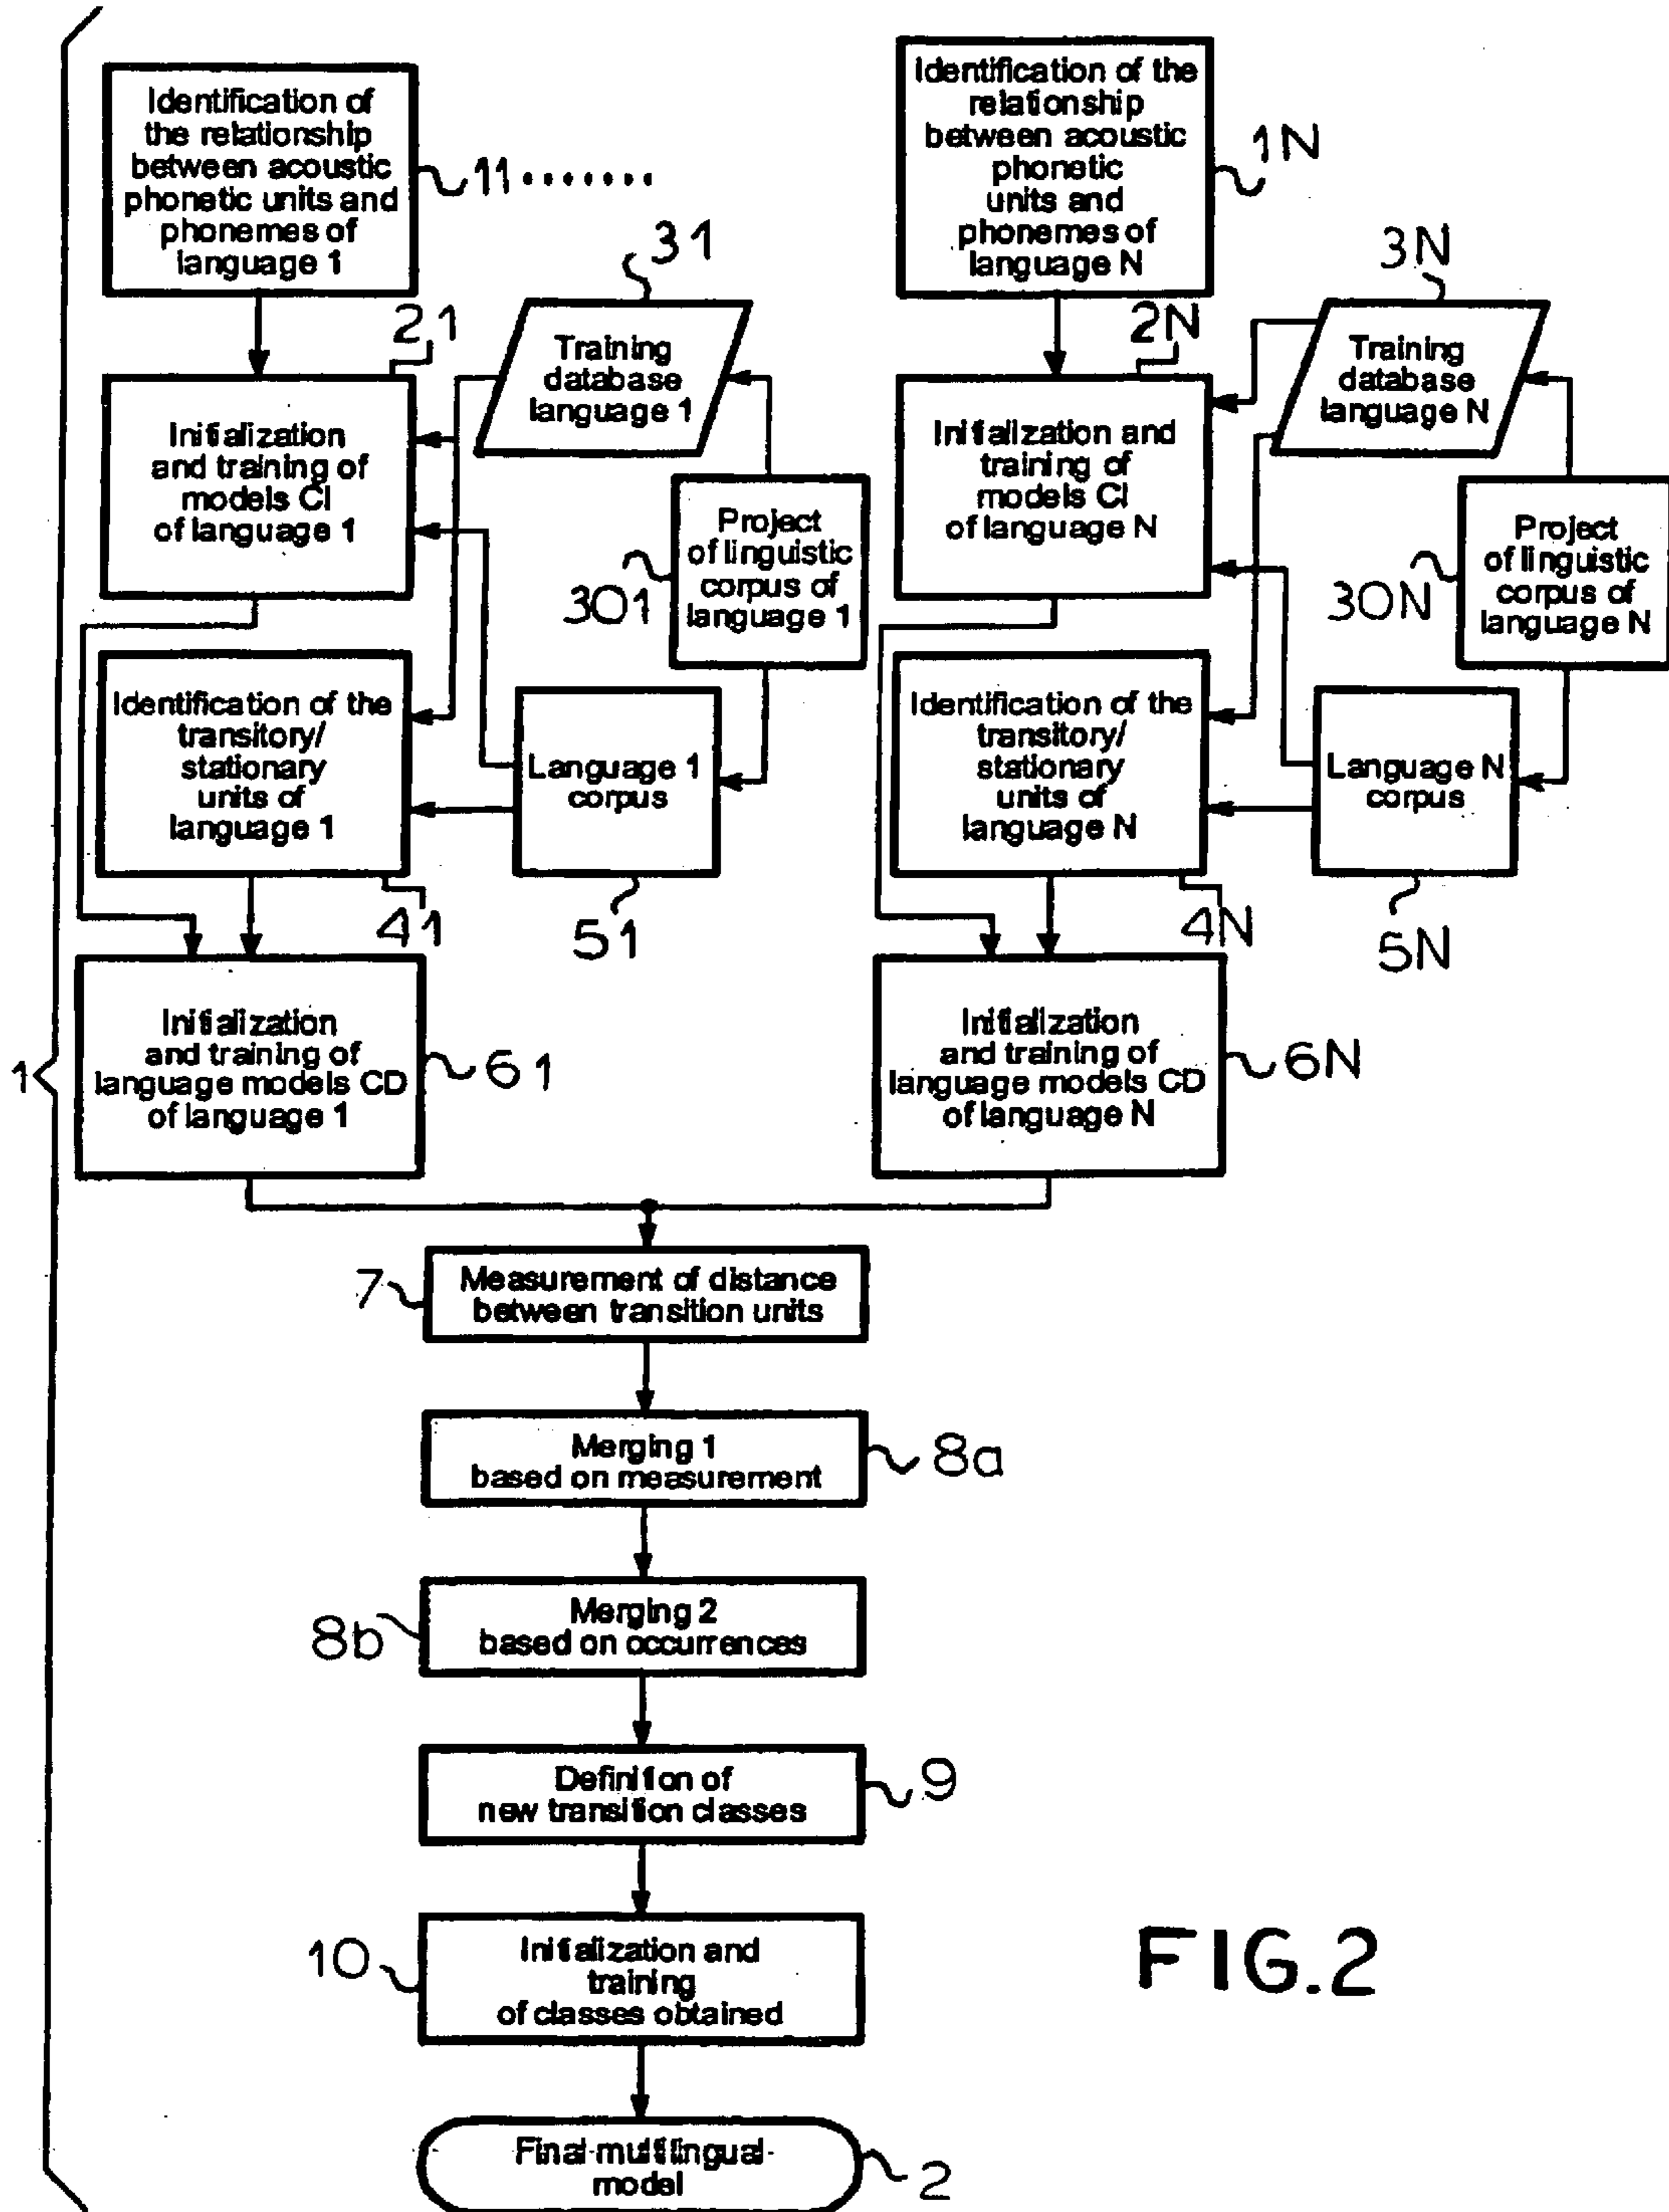 Identification of
the relationship
between acoustic
phonetic units and
phonemes of
language 1
11.......
Identification of the
relationship
between acoustic
phonetic
units and
phonemes of
language N
1N
21
31
Training
database
language 1
2N
3N
Training
database
language N
Initialization
and training of
models CI
of language 1
Project
of linguistic
corpus of
language 1
301
Initialization and
training of
models CI
of language N
Project
of linguistic
corpus of
language N
30N
Identification of the
transitory/
stationary
units of
language 1
Language 1
corpus
Identification of the
transitory/
stationary
units of
language N
Language N
corpus
41
51
4N
5N
1
Initialization
and training of
language models CD
of language 1
61
Initialization
and training of
language models CD
of language N
6N
7
Measurement of distance
between transition units
Merging 1
based on measurement
8a
8b
Merging 2
based on occurrences
Definition of
new transition classes
9
10
Initialization and
training
of classes obtained
FIG.2
Final-multilingual-
model
2